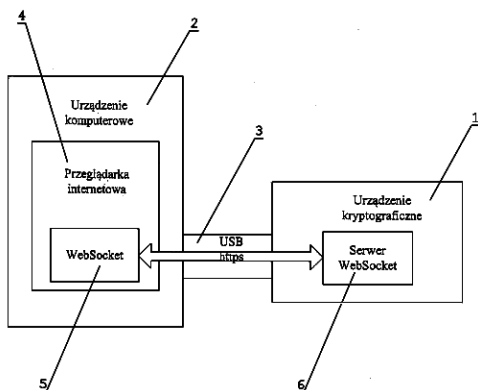 4
2
Urządzenie
komputerowe
3
1
Przeglądarka
internetowa
Urządzenie
kryptograficzne
USB
https
WebSocket
Serwer
WebSocket
5
6